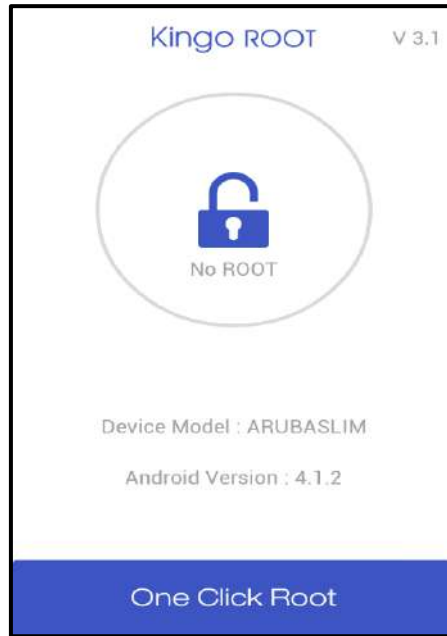 Kingo ROOT V 3.1
No ROOT
Device Model : ARUBASLIM
Android Version : 4.1.2
One Click Root